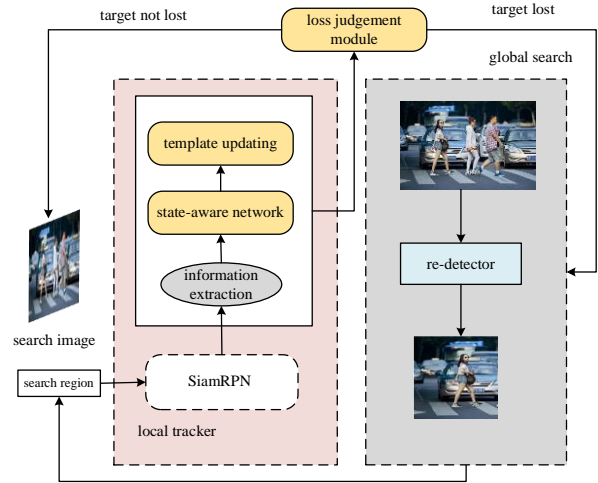 target not lost
loss judgement
module
target lost
global search
template updating
state-aware network
information
extraction
re-detector
search image
search region
SiamRPN
local tracker